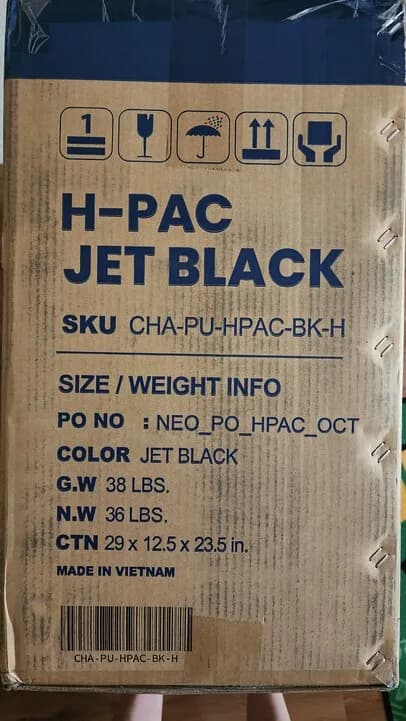 1
H-PAC
JET BLACK
SKU CHA-PU-HPAC-BK-H
SIZE / WEIGHT INFO
PO NO : NEO_PO_HPAC_OCT
COLOR JET BLACK
G.W 38 LBS.
N.W 36 LBS.
CTN 29 x 12.5 x 23.5 in.
MADE IN VIETNAM
CHA-PU-HPAC-BK-H